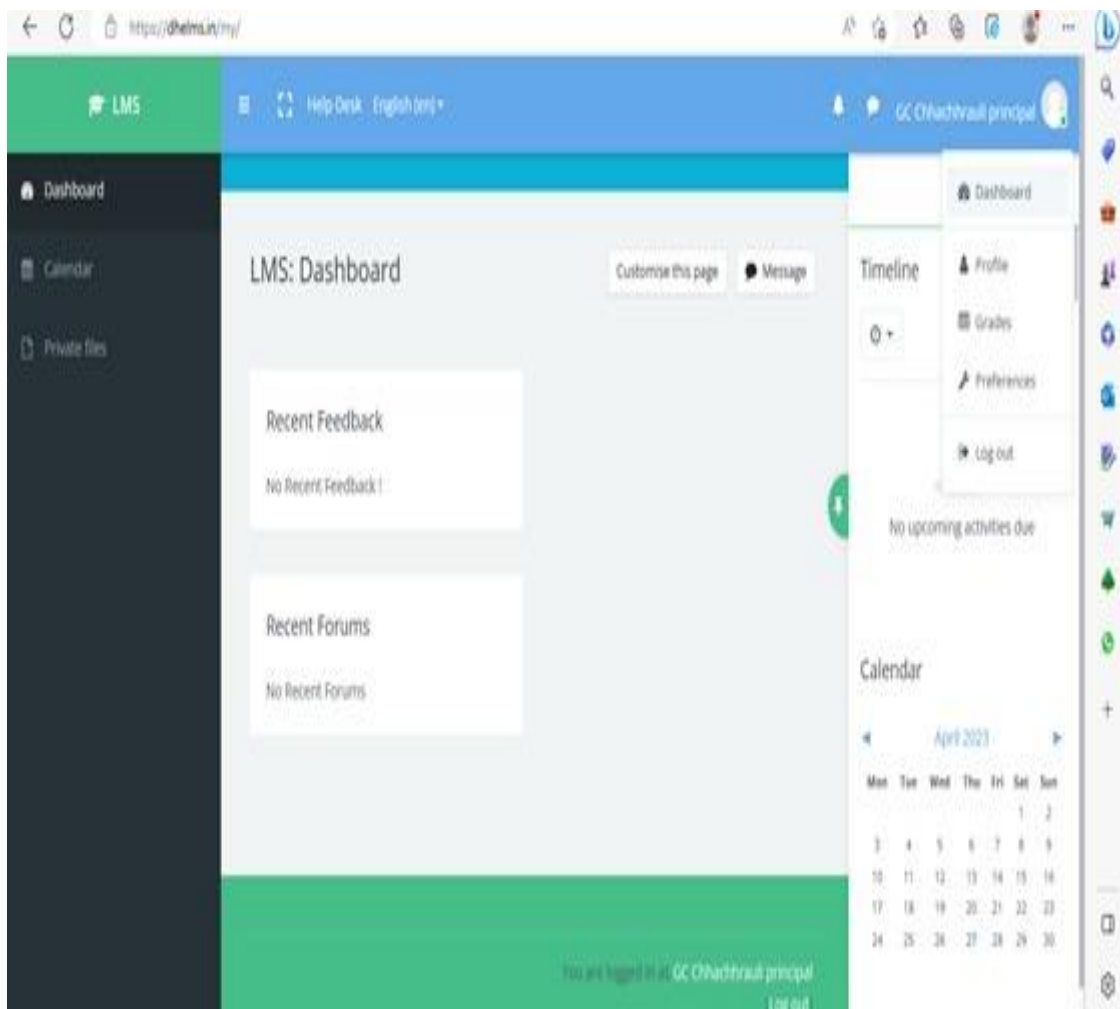 https://dhelms.in/my/
LMS
Help Desk English (en)
GC Chhachhrauli principal
Dashboard
Calendar
Private files
LMS: Dashboard
Customise this page
Message
Recent Feedback
No Recent Feedback !
Recent Forums
No Recent Forums
Dashboard
Profile
Grades
Preferences
Log out
Timeline
No upcoming activities due
Calendar
April 2023
Mon Tue Wed Thu Fri Sat Sun
1 2
3 4 5 6 7 8 9
10 11 12 13 14 15 16
17 18 19 20 21 22 23
24 25 26 27 28 29 30
You are logged in as GC Chhachhrauli principal
Log out